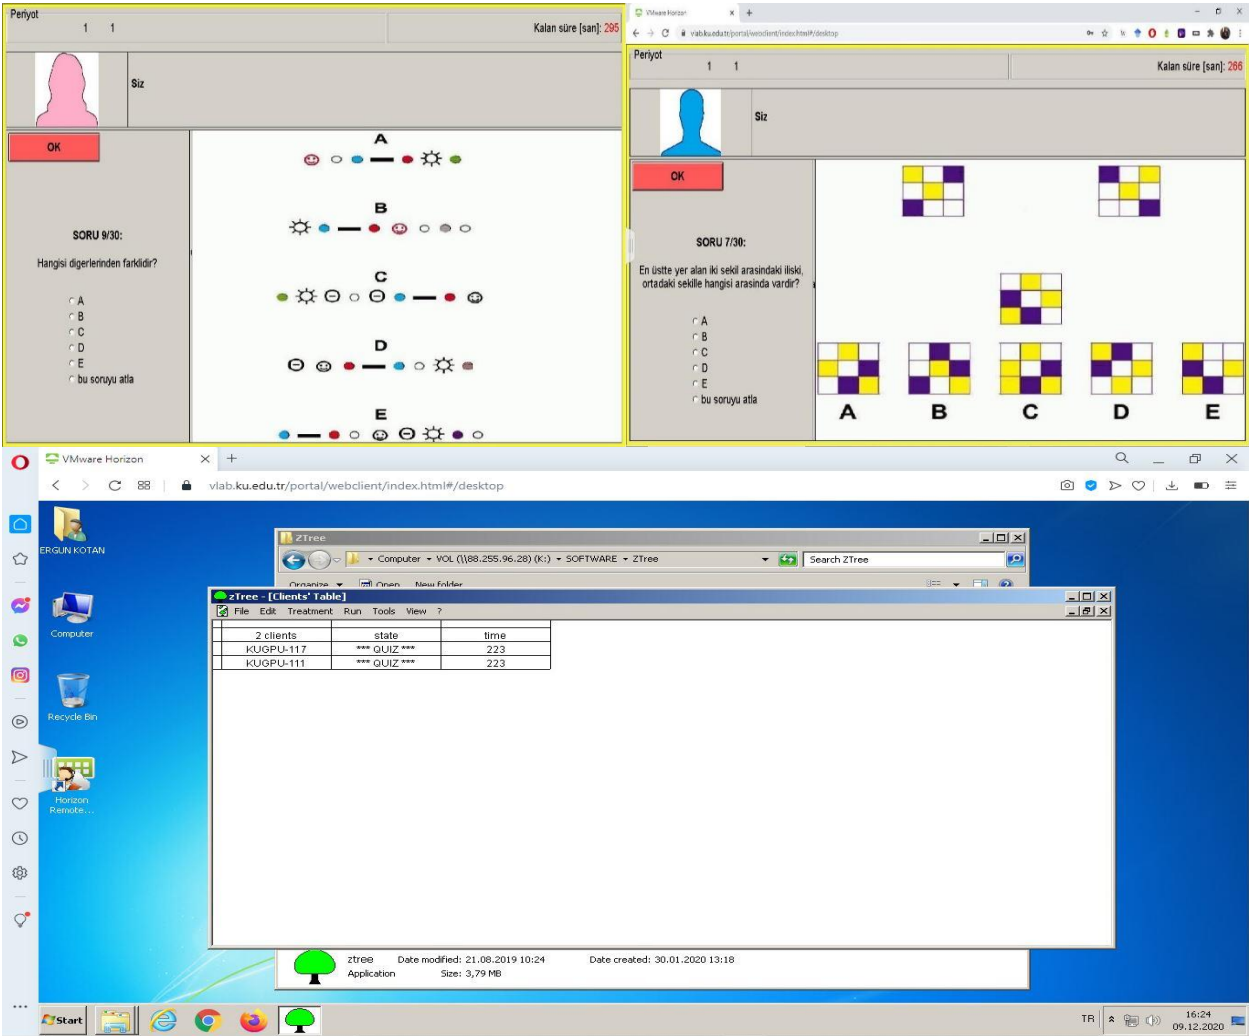 Periyot
1 1
Kalan süre [san]: 295
Siz
OK
SORU 9/30:
Hangisi digerlerinden farklidir?
A
B
C
D
E
bu soruyu atla
A
B
C
D
E
VMware Horizon
vlab.ku.edu.tr/portal/webclient/index.html#/desktop
Periyot
1 1
Kalan süre [san]: 266
Siz
OK
SORU 7/30:
En üstte yer alan iki sekil arasindaki iliski,
ortadaki sekille hangisi arasinda vardir?
A
B
C
D
E
bu soruyu atla
A B C D E
VMware Horizon
vlab.ku.edu.tr/portal/webclient/index.html#/desktop
ERGUN KOTAN
Computer
Recycle Bin
Horizon
Remote...
ZTree
Computer VOL (\\88.255.96.28) (K:) SOFTWARE ZTree
Search ZTree
Organize Open New folder
zTree - [Clients' Table]
File Edit Treatment Run Tools View ?
2 clients state time
KUGPU-117 *** QUIZ *** 223
KUGPU-111 *** QUIZ *** 223
ztree Date modified: 21.08.2019 10:24 Date created: 30.01.2020 13:18
Application Size: 3,79 MB
Start
TR
16:24
09.12.2020